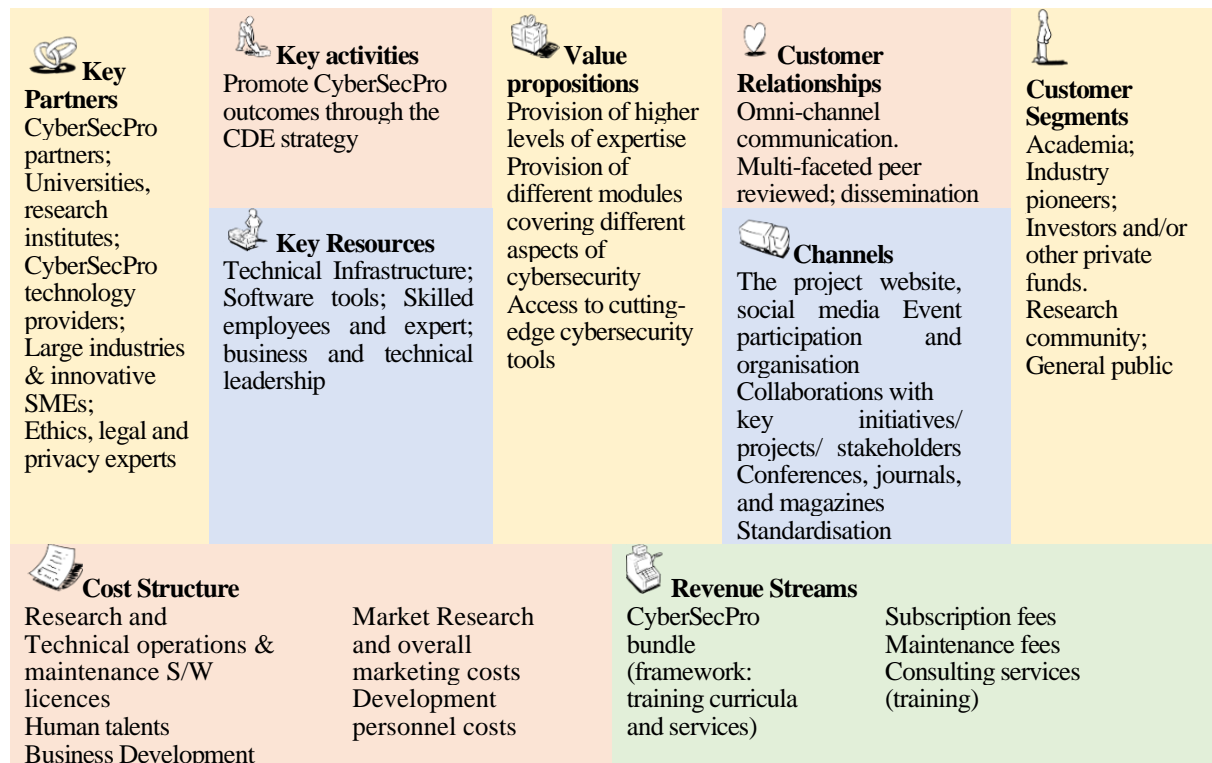 Key
Partners
CyberSecPro
partners;
Universities,
research
institutes;
CyberSecPro
technology
providers;
Large industries
& innovative
SMEs;
Ethics, legal and
privacy experts
Key activities
Promote CyberSecPro
outcomes through the
CDE strategy
Key Resources
Technical Infrastructure;
Software tools; Skilled
employees and expert;
business and technical
leadership
Value
propositions
Provision of higher
levels of expertise
Provision of
different modules
covering different
aspects of
cybersecurity
Access to cutting-
edge cybersecurity
tools
Customer
Relationships
Omni-channel
communication.
Multi-faceted peer
reviewed; dissemination
Channels
The project website,
social media Event
participation and
organisation
Collaborations with
key initiatives/
projects/ stakeholders
Conferences, journals,
and magazines
Standardisation
Customer
Segments
Academia;
Industry
pioneers;
Investors and/or
other private
funds.
Research
community;
General public
Cost Structure
Research and
Technical operations &
maintenance S/W
licences
Human talents
Business Development
Market Research
and overall
marketing costs
Development
personnel costs
Revenue Streams
CyberSecPro
bundle
(framework:
training curricula
and services)
Subscription fees
Maintenance fees
Consulting services
(training)